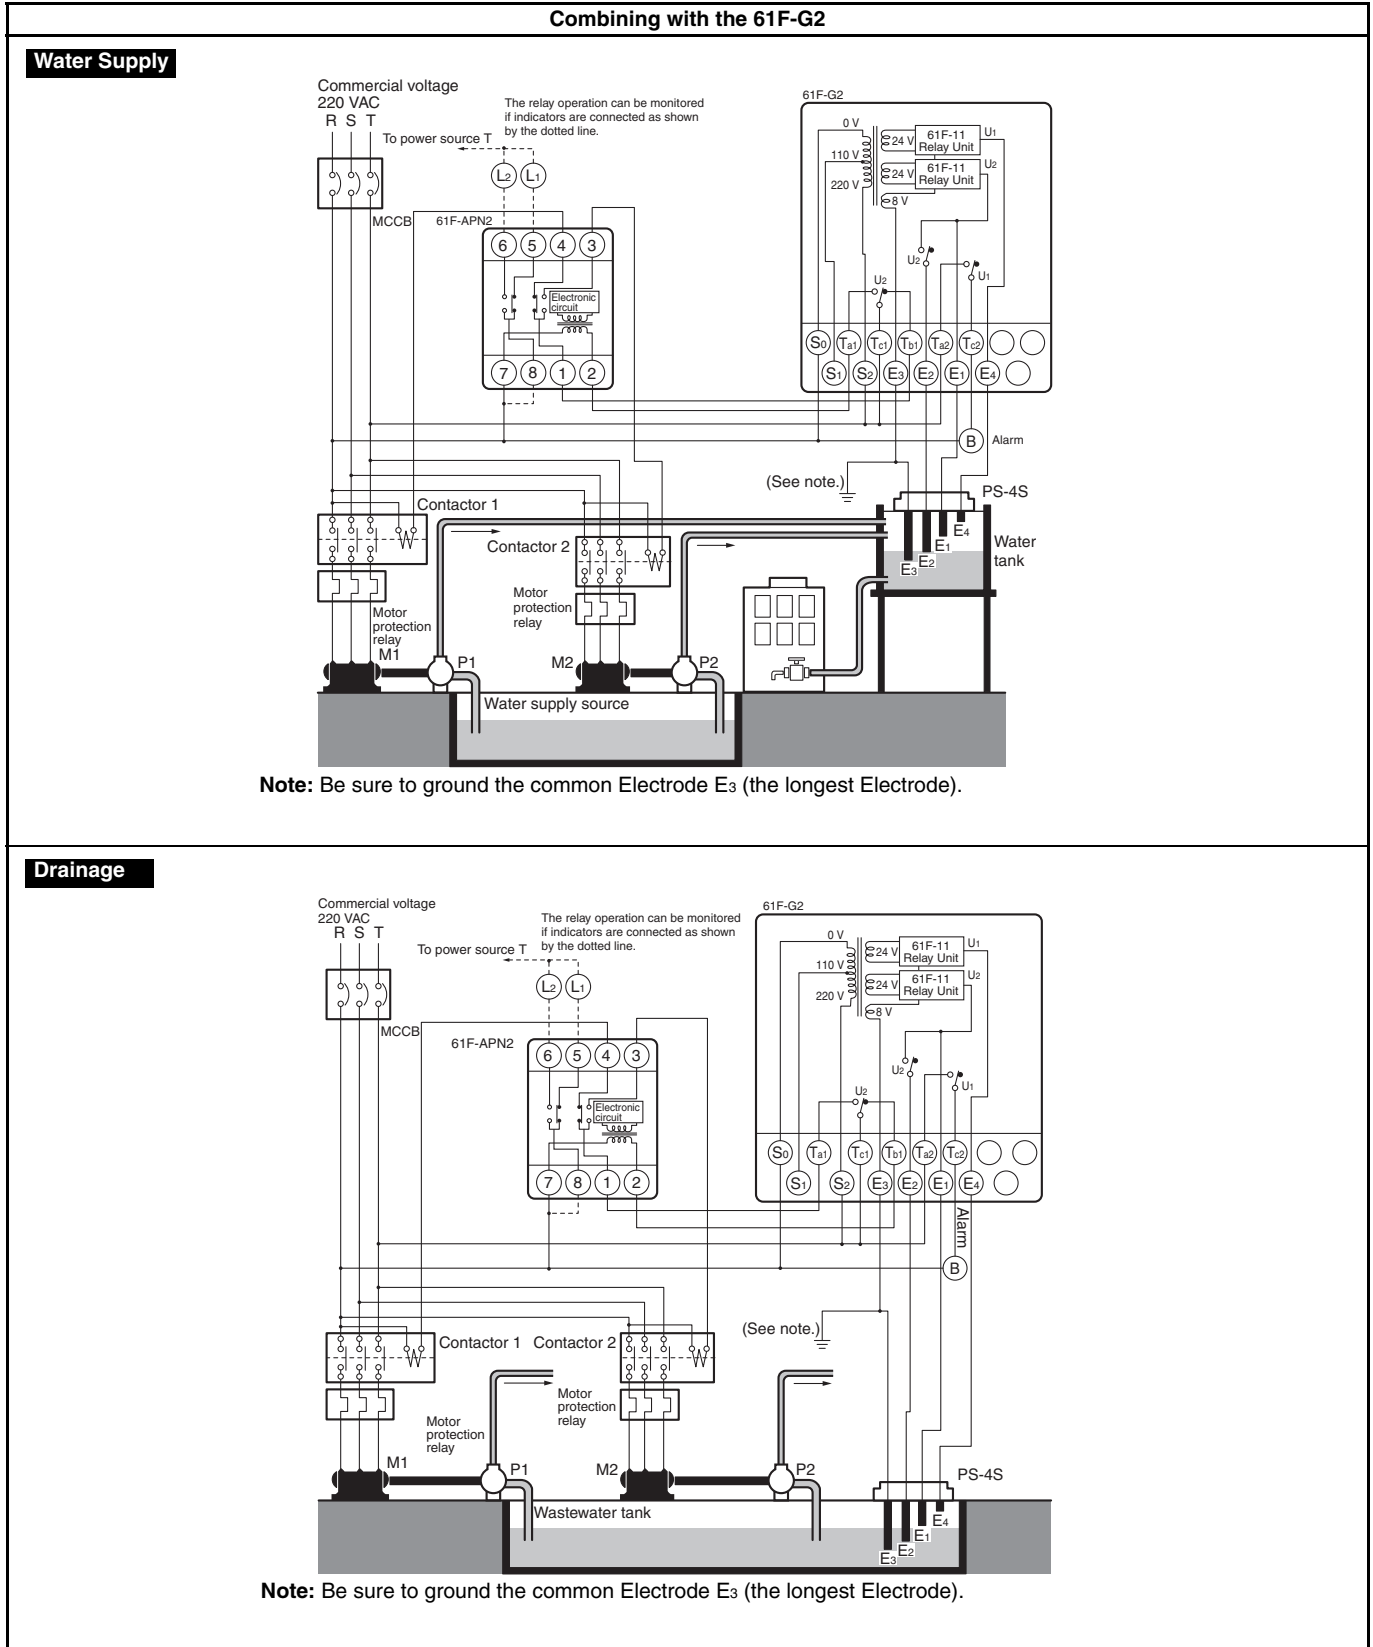 Combining with the 61F-G2
Water Supply
Commercial voltage
220 VAC
R S T
The relay operation can be monitored
if indicators are connected as shown
by the dotted line.
To power source T
L2 L1
MCCB
61F-APN2
6 5 4 3
Electronic
circuit
7 8 1 2
61F-G2
0 V
110 V
220 V
24 V
61F-11
Relay Unit
U1
24 V
61F-11
Relay Unit
U2
8 V
U2
U1
U2
S0 Ta1 Tc1 Tb1 Ta2 Tc2
S1 S2 E3 E2 E1 E4
B Alarm
(See note.)
PS-4S
E4
E1
E2
E3
Water
tank
Contactor 1
Contactor 2
Motor
protection
relay
Motor
protection
relay
M1
P1
M2
P2
Water supply source
Note: Be sure to ground the common Electrode E3 (the longest Electrode).
Drainage
Commercial voltage
220 VAC
R S T
The relay operation can be monitored
if indicators are connected as shown
by the dotted line.
To power source T
L2 L1
MCCB
61F-APN2
6 5 4 3
Electronic
circuit
7 8 1 2
61F-G2
0 V
110 V
220 V
24 V
61F-11
Relay Unit
U1
24 V
61F-11
Relay Unit
U2
8 V
U2
U1
U2
S0 Ta1 Tc1 Tb1 Ta2 Tc2
S1 S2 E3 E2 E1 E4
Alarm
B
(See note.)
Contactor 1
Contactor 2
Motor
protection
relay
Motor
protection
relay
M1
P1
M2
P2
PS-4S
Wastewater tank
E4
E1
E2
E3
Note: Be sure to ground the common Electrode E3 (the longest Electrode).